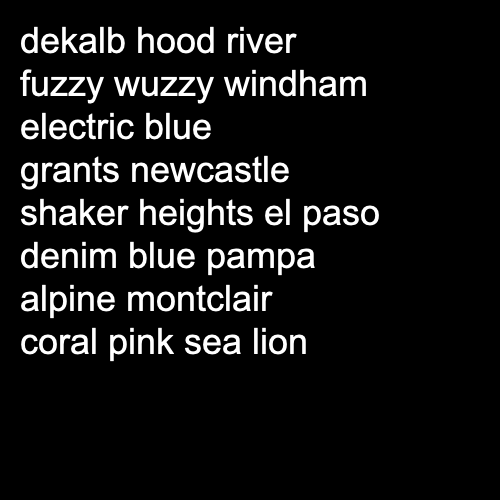 dekalb hood river
fuzzy wuzzy windham
electric blue
grants newcastle
shaker heights el paso
denim blue pampa
alpine montclair
coral pink sea lion